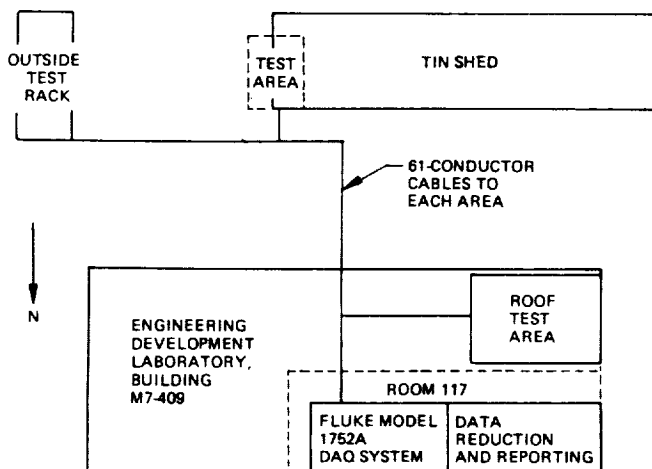 OUTSIDE
TEST
RACK
TEST
AREA
TIN SHED
61-CONDUCTOR
CABLES TO
EACH AREA
N
ENGINEERING
DEVELOPMENT
LABORATORY,
BUILDING
M7-409
ROOF
TEST
AREA
ROOM 117
FLUKE MODEL
1752A
DAQ SYSTEM
DATA
REDUCTION
AND REPORTING